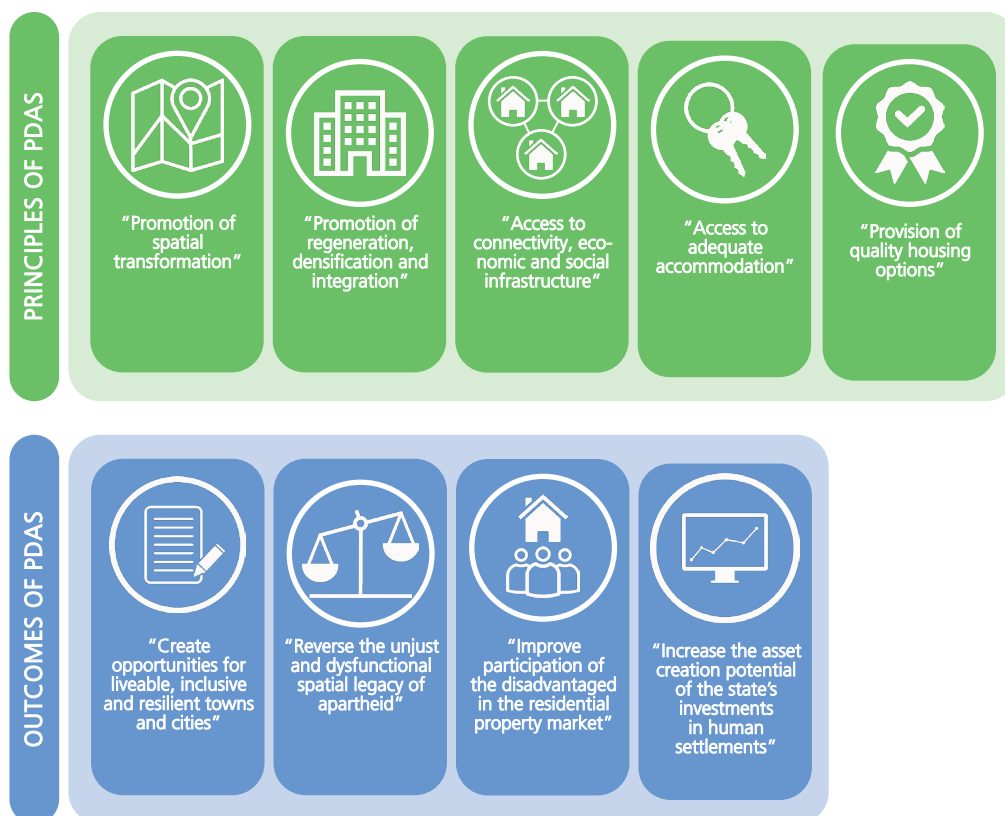 PRINCIPLES OF PDAS
“Promotion of
spatial
transformation”
“Promotion of
regeneration,
densification and
integration”
“Access to
connectivity, eco-
nomic and social
infrastructure”
“Access to
adequate
accommodation”
“Provision of
quality housing
options”
OUTCOMES OF PDAS
“Create
opportunities for
liveable, inclusive
and resilient towns
and cities”
“Reverse the unjust
and dysfunctional
spatial legacy of
apartheid”
“Improve
participation of
the disadvantaged
in the residential
property market”
“Increase the asset
creation potential
of the state’s
investments
in human
settlements”